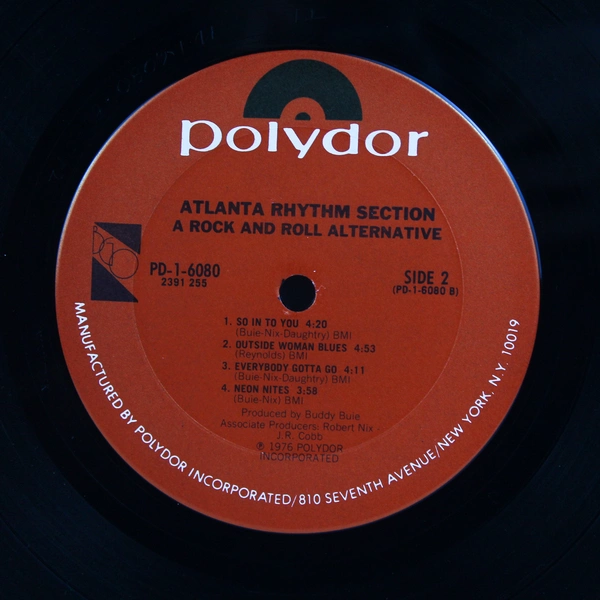 polydor
ATLANTA RHYTHM SECTION
A ROCK AND ROLL ALTERNATIVE
PD-1-6080
2391 255
SIDE 2
(PD-1-6080 B)
1. SO IN TO YOU 4:20
(Buie-Nix-Daughtry) BMI
2. OUTSIDE WOMAN BLUES 4:53
(Reynolds) BMI
3. EVERYBODY GOTTA GO 4:11
(Buie-Nix-Daughtry) BMI
4. NEON NITES 3:58
(Buie-Nix) BMI
Produced by Buddy Buie
Associate Producers: Robert Nix -
J.R. Cobb
℗ 1976 POLYDOR
INCORPORATED
MANUFACTURED BY POLYDOR INCORPORATED/810 SEVENTH AVENUE/NEW YORK, N.Y. 10019